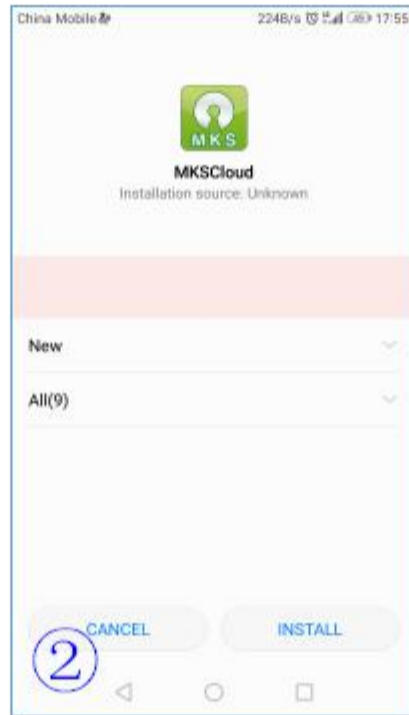 China Mobile 224B/s 17:55
MKS
MKSCloud
Installation source: Unknown
New
All(9)
CANCEL INSTALL
②